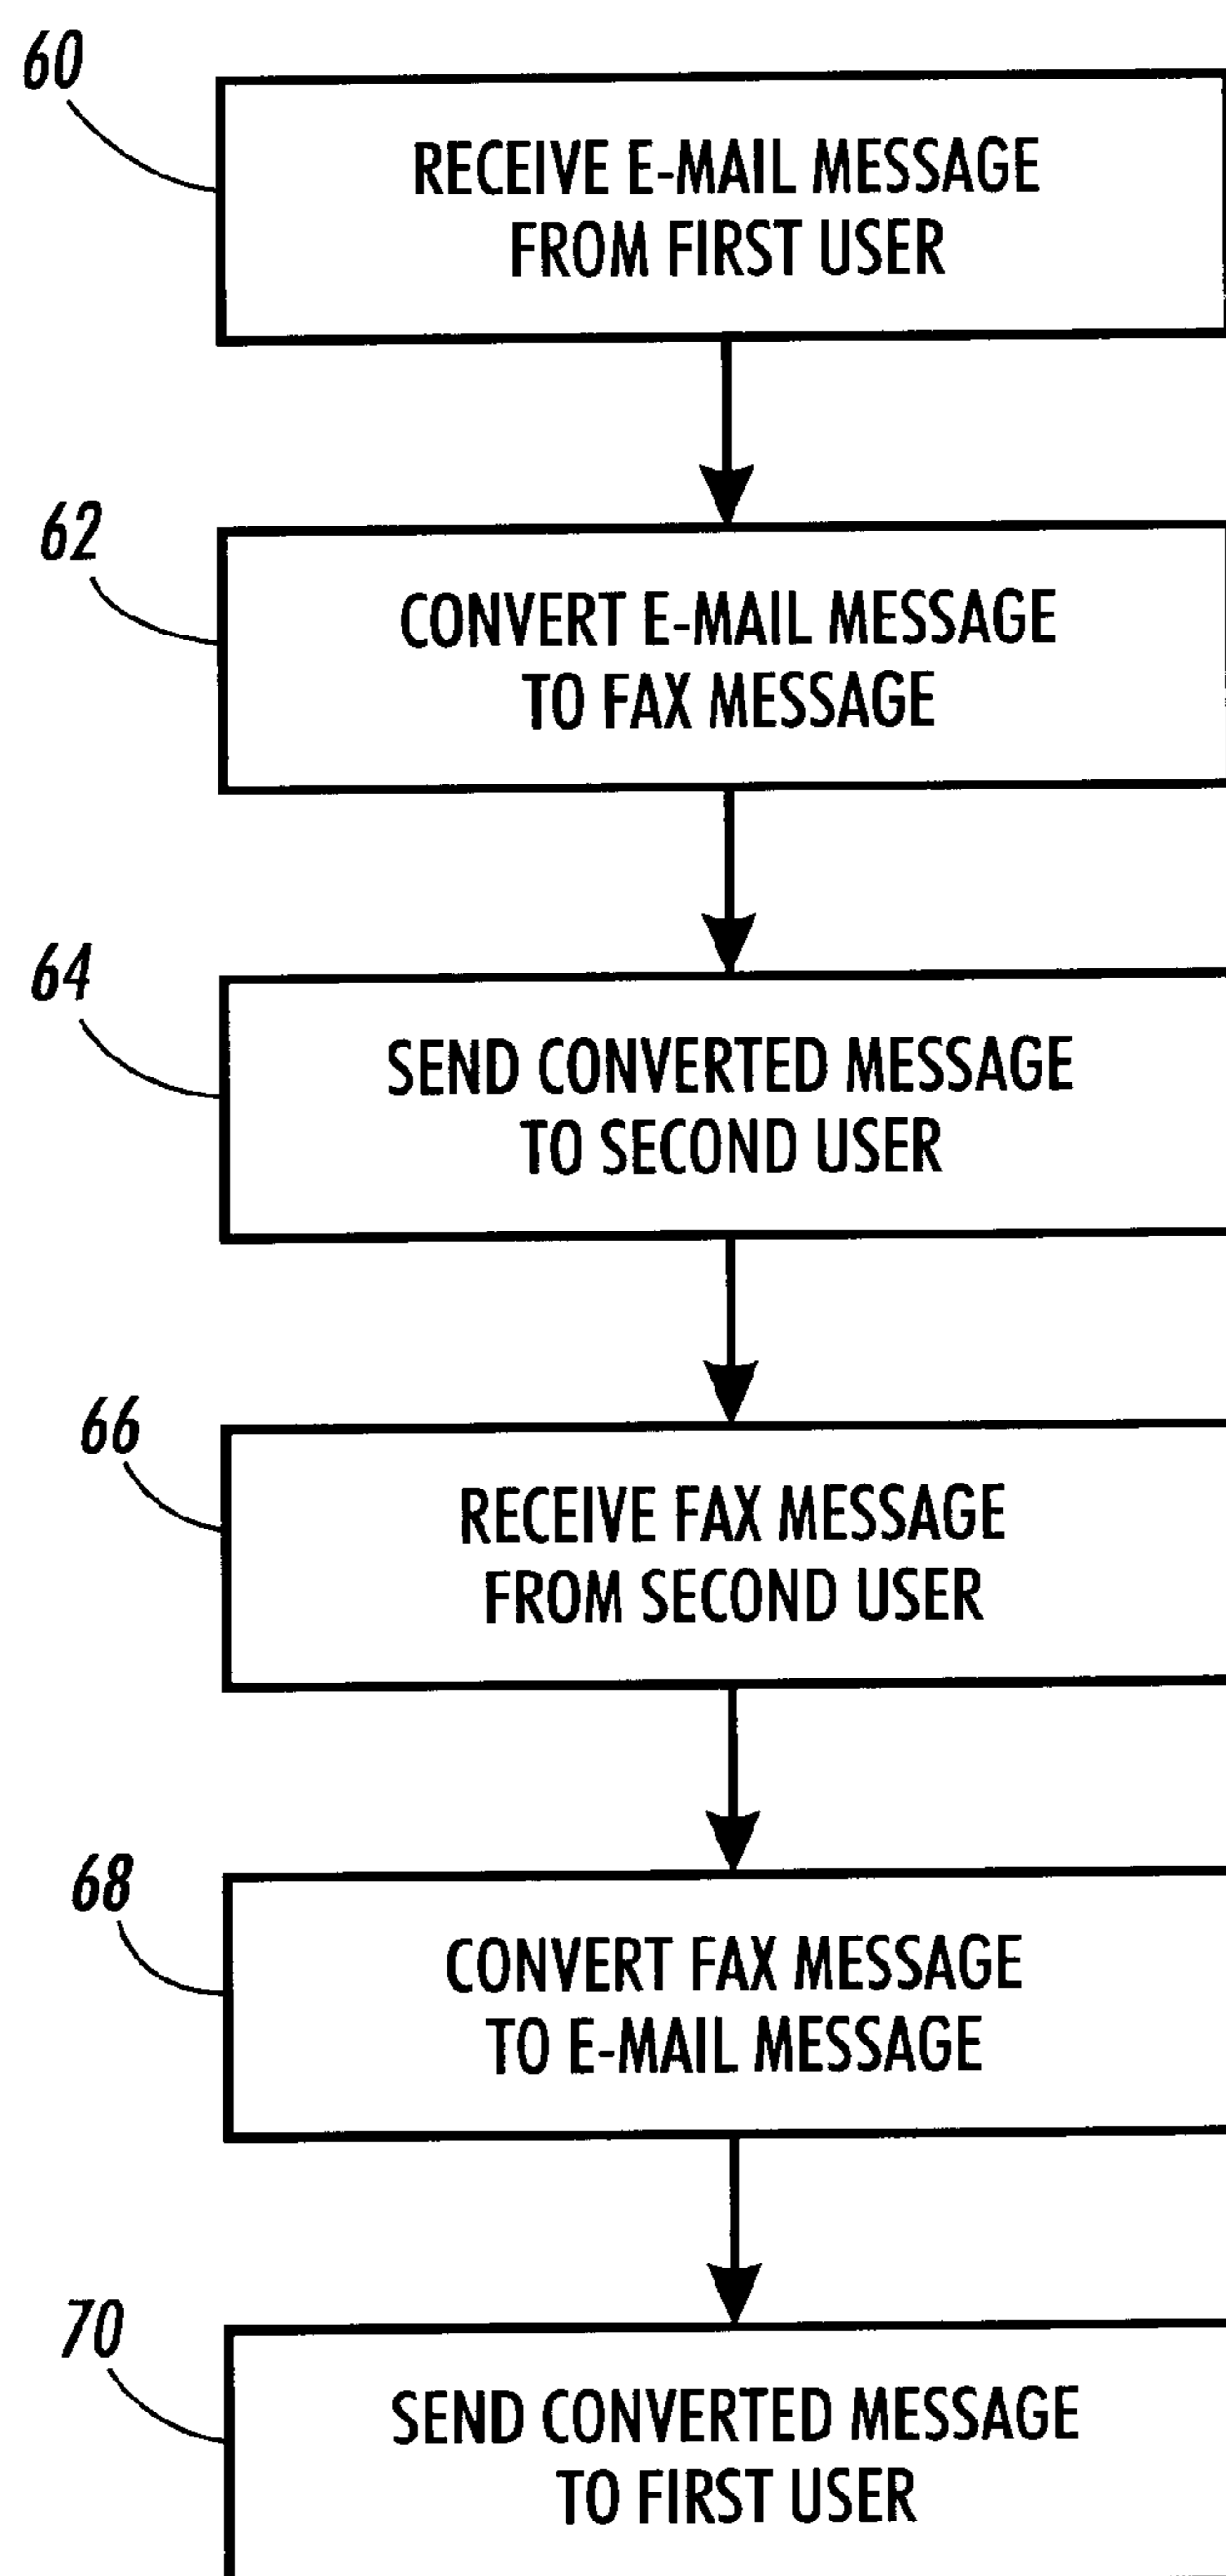 60
RECEIVE E-MAIL MESSAGE
FROM FIRST USER
62
CONVERT E-MAIL MESSAGE
TO FAX MESSAGE
64
SEND CONVERTED MESSAGE
TO SECOND USER
66
RECEIVE FAX MESSAGE
FROM SECOND USER
68
CONVERT FAX MESSAGE
TO E-MAIL MESSAGE
70
SEND CONVERTED MESSAGE
TO FIRST USER